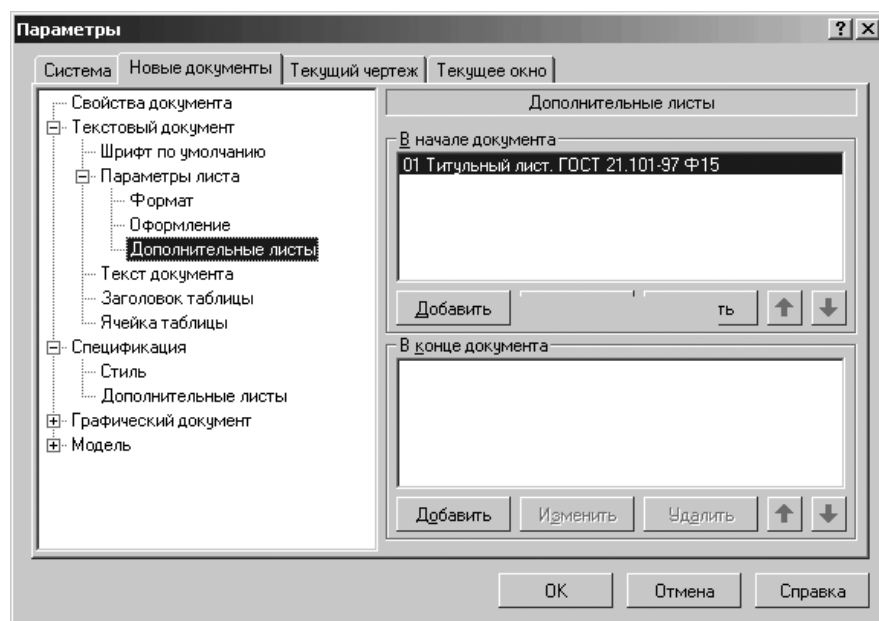 Параметры
Система Новые документы Текущий чертеж Текущее окно
Свойства документа
Текстовый документ
Шрифт по умолчанию
Параметры листа
Формат
Оформление
Дополнительные листы
Текст документа
Заголовок таблицы
Ячейка таблицы
Спецификация
Стиль
Дополнительные листы
Графический документ
Модель
Дополнительные листы
В начале документа
01 Титульный лист. ГОСТ 21.101-97 Ф15
Добавить ть
В конце документа
Добавить Изменить Удалить
OK Отмена Справка